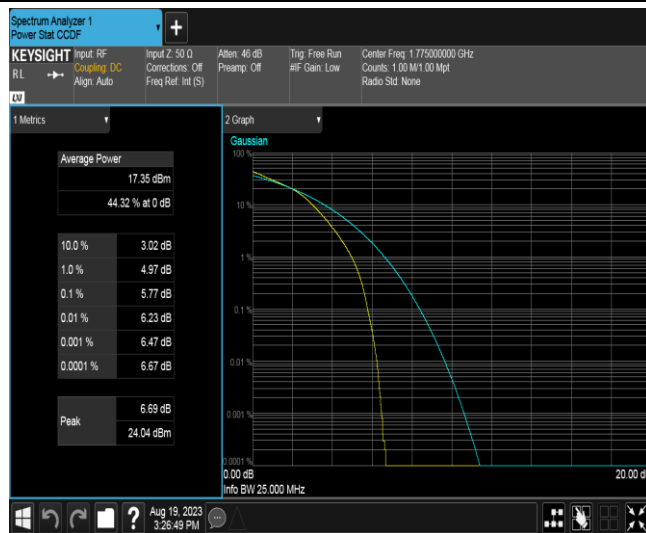 Spectrum Analyzer 1
Power Stat CCDF
+
KEYSIGHT
RL
Input: RF
Coupling: DC
Align: Auto
Input Z: 50 Ω
Corrections: Off
Freq Ref: Int (S)
Atten: 46 dB
Preamp: Off
Trig: Free Run
#IF Gain: Low
Center Freq: 1.775000000 GHz
Counts: 1.00 M/1.00 Mpt
Radio Std: None
LXI
1 Metrics
Average Power
17.35 dBm
44.32 % at 0 dB
10.0 % 3.02 dB
1.0 % 4.97 dB
0.1 % 5.77 dB
0.01 % 6.23 dB
0.001 % 6.47 dB
0.0001 % 6.67 dB
Peak
6.69 dB
24.04 dBm
2 Graph
Gaussian
100 %
10 %
1 %
0.1 %
0.01 %
0.001 %
0.0001 %
0.00 dB
20.00 d
Info BW 25.000 MHz
?
Aug 19, 2023
3:26:49 PM